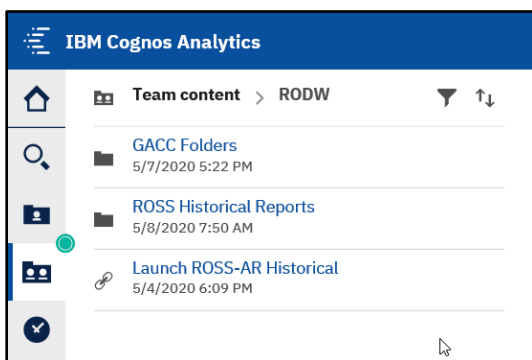 IBM Cognos Analytics
Team content > RODW
GACC Folders
5/7/2020 5:22 PM
ROSS Historical Reports
5/8/2020 7:50 AM
Launch ROSS-AR Historical
5/4/2020 6:09 PM